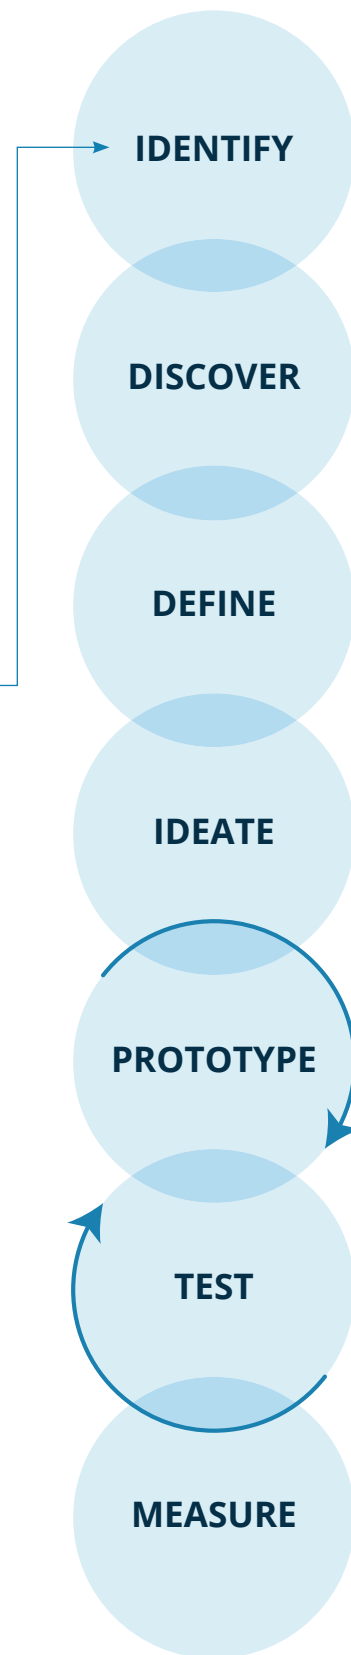 IDENTIFY
DISCOVER
DEFINE
IDEATE
PROTOTYPE
TEST
MEASURE